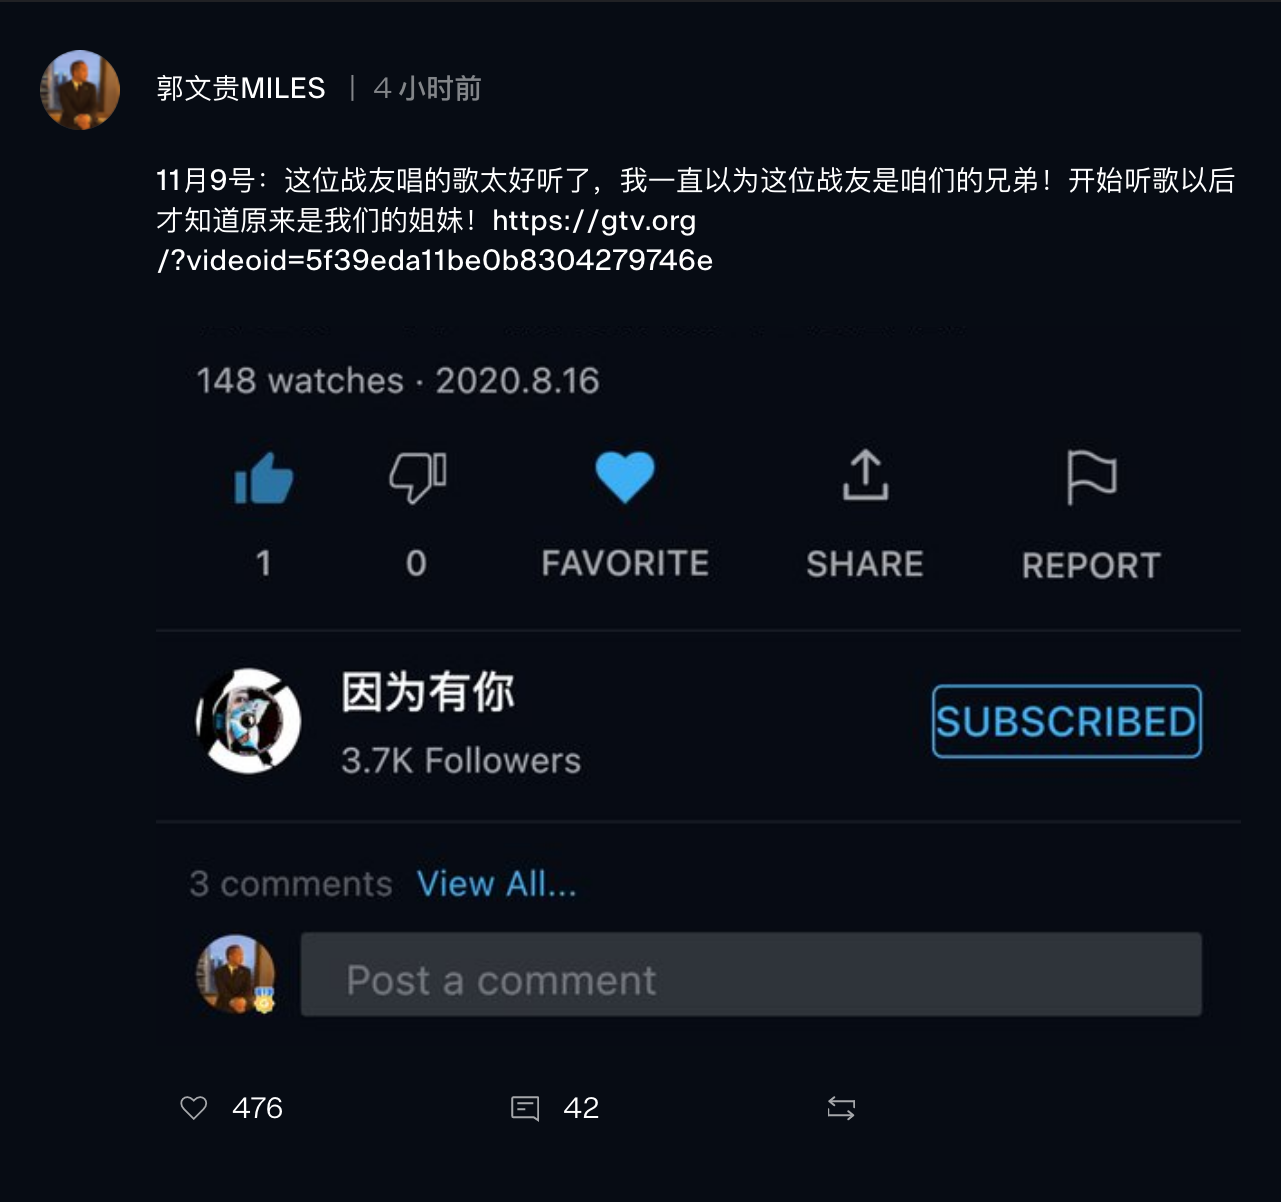 郭文贵MILES | 4 小时前
11月9号：这位战友唱的歌太好听了，我一直以为这位战友是咱们的兄弟！开始听歌以后
才知道原来是我们的姐妹！https://gtv.org
/?videoid=5f39eda11be0b8304279746e
148 watches · 2020.8.16
1 0 FAVORITE SHARE REPORT
因为有你
3.7K Followers
SUBSCRIBED
3 comments View All...
Post a comment
476 42